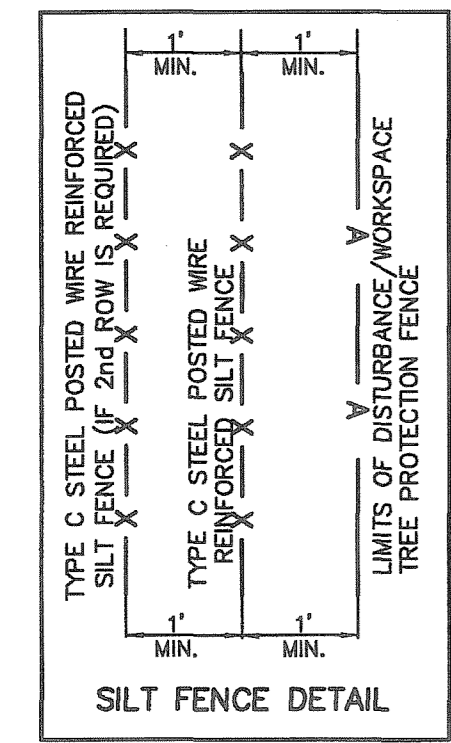 1'
MIN.
1'
MIN.
TYPE C STEEL POSTED WIRE REINFORCED
SILT FENCE (IF 2nd ROW IS REQUIRED)
X X X X X
TYPE C STEEL POSTED WIRE
REINFORCED SILT FENCE
X X X X X
A A
LIMITS OF DISTURBANCE/WORKSPACE
TREE PROTECTION FENCE
1'
MIN.
1'
MIN.
SILT FENCE DETAIL